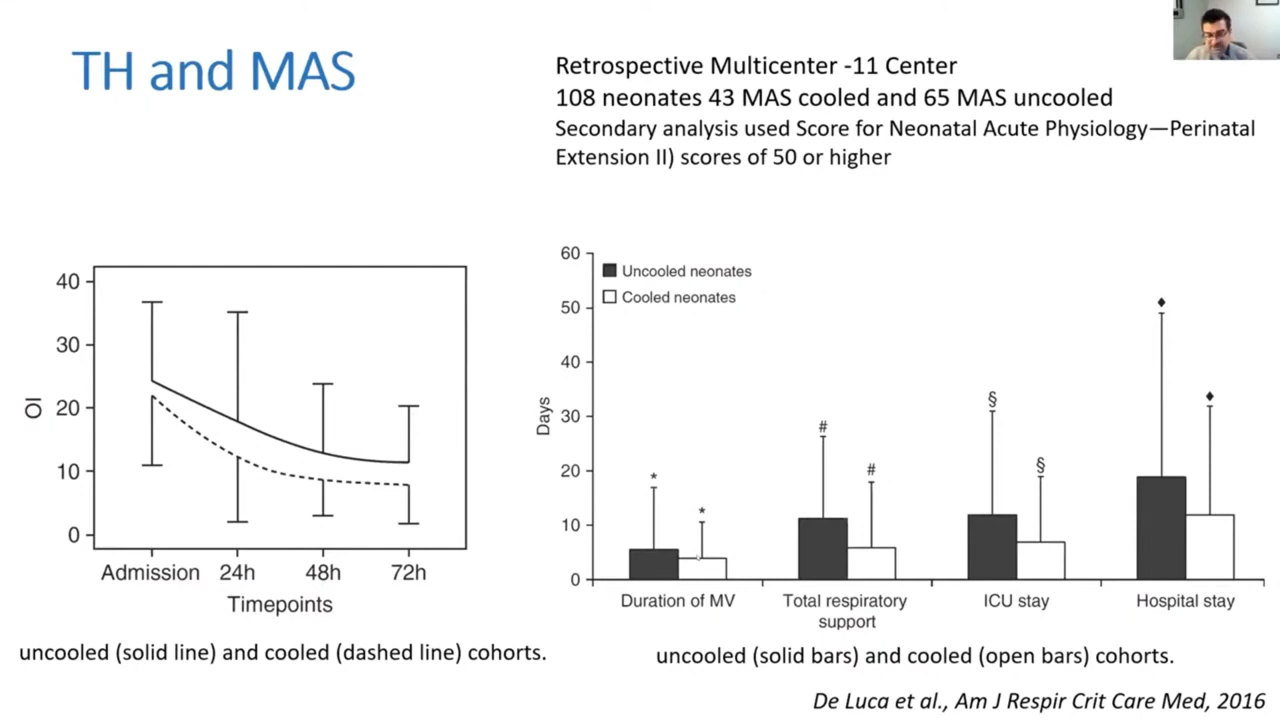 TH and MAS
Retrospective Multicenter -11 Center
108 neonates 43 MAS cooled and 65 MAS uncooled
Secondary analysis used Score for Neonatal Acute Physiology—Perinatal
Extension II) scores of 50 or higher
40
30
20
10
0
OI
Admission 24h 48h 72h
Timepoints
uncooled (solid line) and cooled (dashed line) cohorts.
60
50
40
30
20
10
0
Days
Uncooled neonates
Cooled neonates
* * # # § § ♦ ♦
Duration of MV
Total respiratory
support
ICU stay
Hospital stay
uncooled (solid bars) and cooled (open bars) cohorts.
De Luca et al., Am J Respir Crit Care Med, 2016